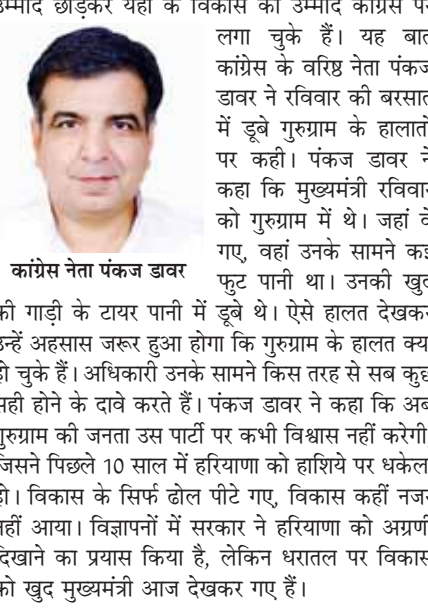 उम्मीद छोड़कर यहां के विकास की उम्मीद कांग्रेस
लगा चुके हैं। यह बात
कांग्रेस के वरिष्ठ नेता पंकज
डावर ने रविवार की बरसात
में डूबे गुरुग्राम के हालातों
पर कही। पंकज डावर ने
कहा कि मुख्यमंत्री रविवार
को गुरुग्राम में थे। जहां वे
गए, वहां उनके सामने कई
फुट पानी था। उनकी खुद
कांग्रेस नेता पंकज डावर
की गाड़ी के टायर पानी में डूबे थे। ऐसे हालत देखकर
उन्हें अहसास जरूर हुआ होगा कि गुरुग्राम के हालत क्या
हो चुके हैं। अधिकारी उनके सामने किस तरह से सब कुछ
सही होने के दावे करते हैं। पंकज डावर ने कहा कि अब
गुरुग्राम की जनता उस पार्टी पर कभी विश्वास नहीं करेगी
जिसने पिछले 10 साल में हरियाणा को हाशिये पर धकेला
हो। विकास के सिर्फ ढोल पीटे गए, विकास कहीं नजर
नहीं आया। विज्ञापनों में सरकार ने हरियाणा को अग्रणी
दिखाने का प्रयास किया है, लेकिन धरातल पर विकास
को खुद मुख्यमंत्री आज देखकर गए हैं।